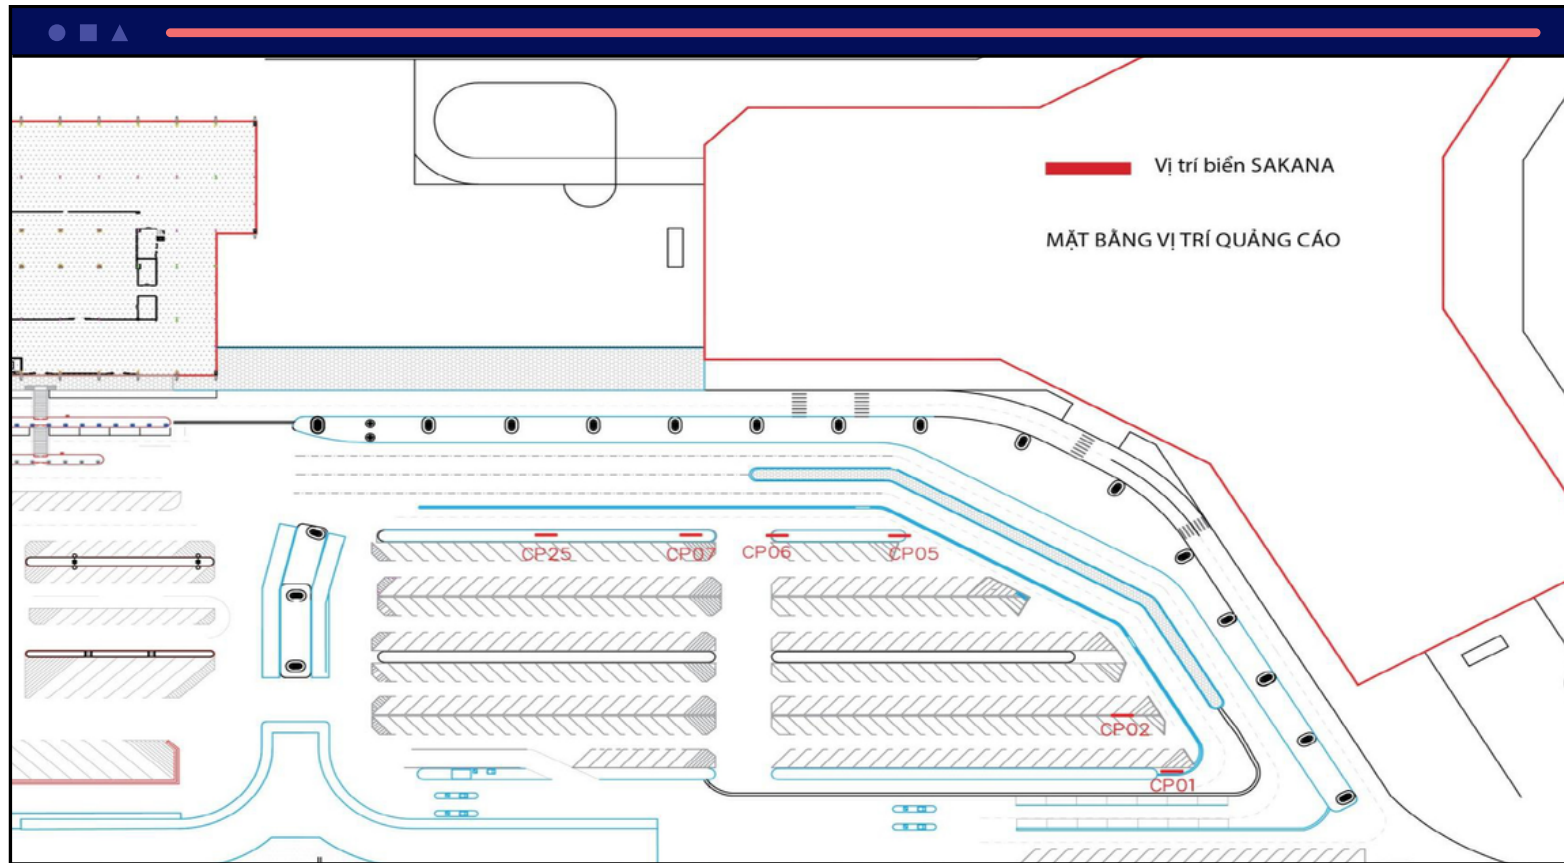 Vị trí biển SAKANA
MẶT BẰNG VỊ TRÍ QUẢNG CÁO
CP25
CP07
CP06
CP05
CP02
CP01